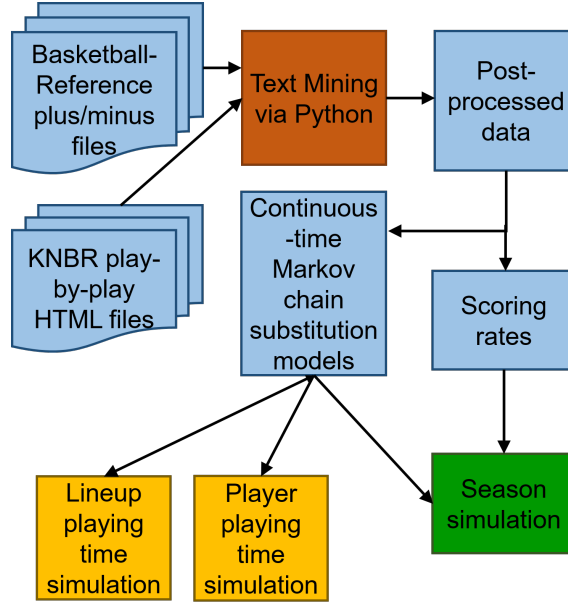 Basketball-
Reference
plus/minus
files
Text Mining
via Python
Post-
processed
data
KNBR play-
by-play
HTML files
Continuous
-time
Markov
chain
substitution
models
Scoring
rates
Lineup
playing
time
simulation
Player
playing
time
simulation
Season
simulation